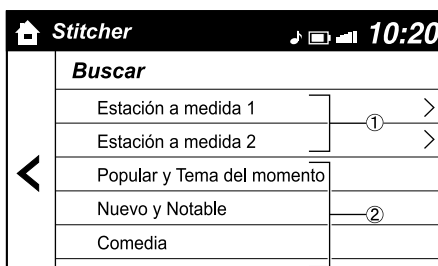 Stitcher 10:20
Buscar
Estación a medida 1
①
Estación a medida 2
Popular y Tema del momento
Nuevo y Notable
②
Comedia